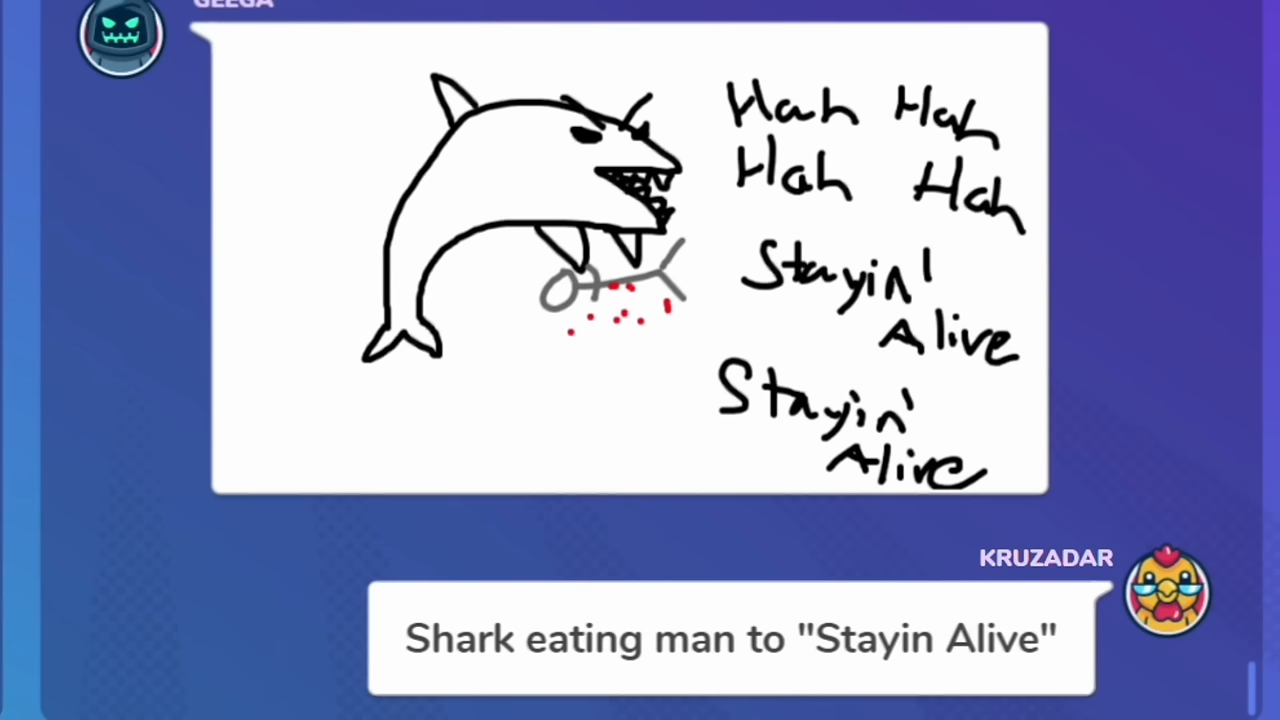 GEEGA
Hah Hah
Hah Hah
Stayin'
Alive
Stayin'
Alive
KRUZADAR
Shark eating man to "Stayin Alive"